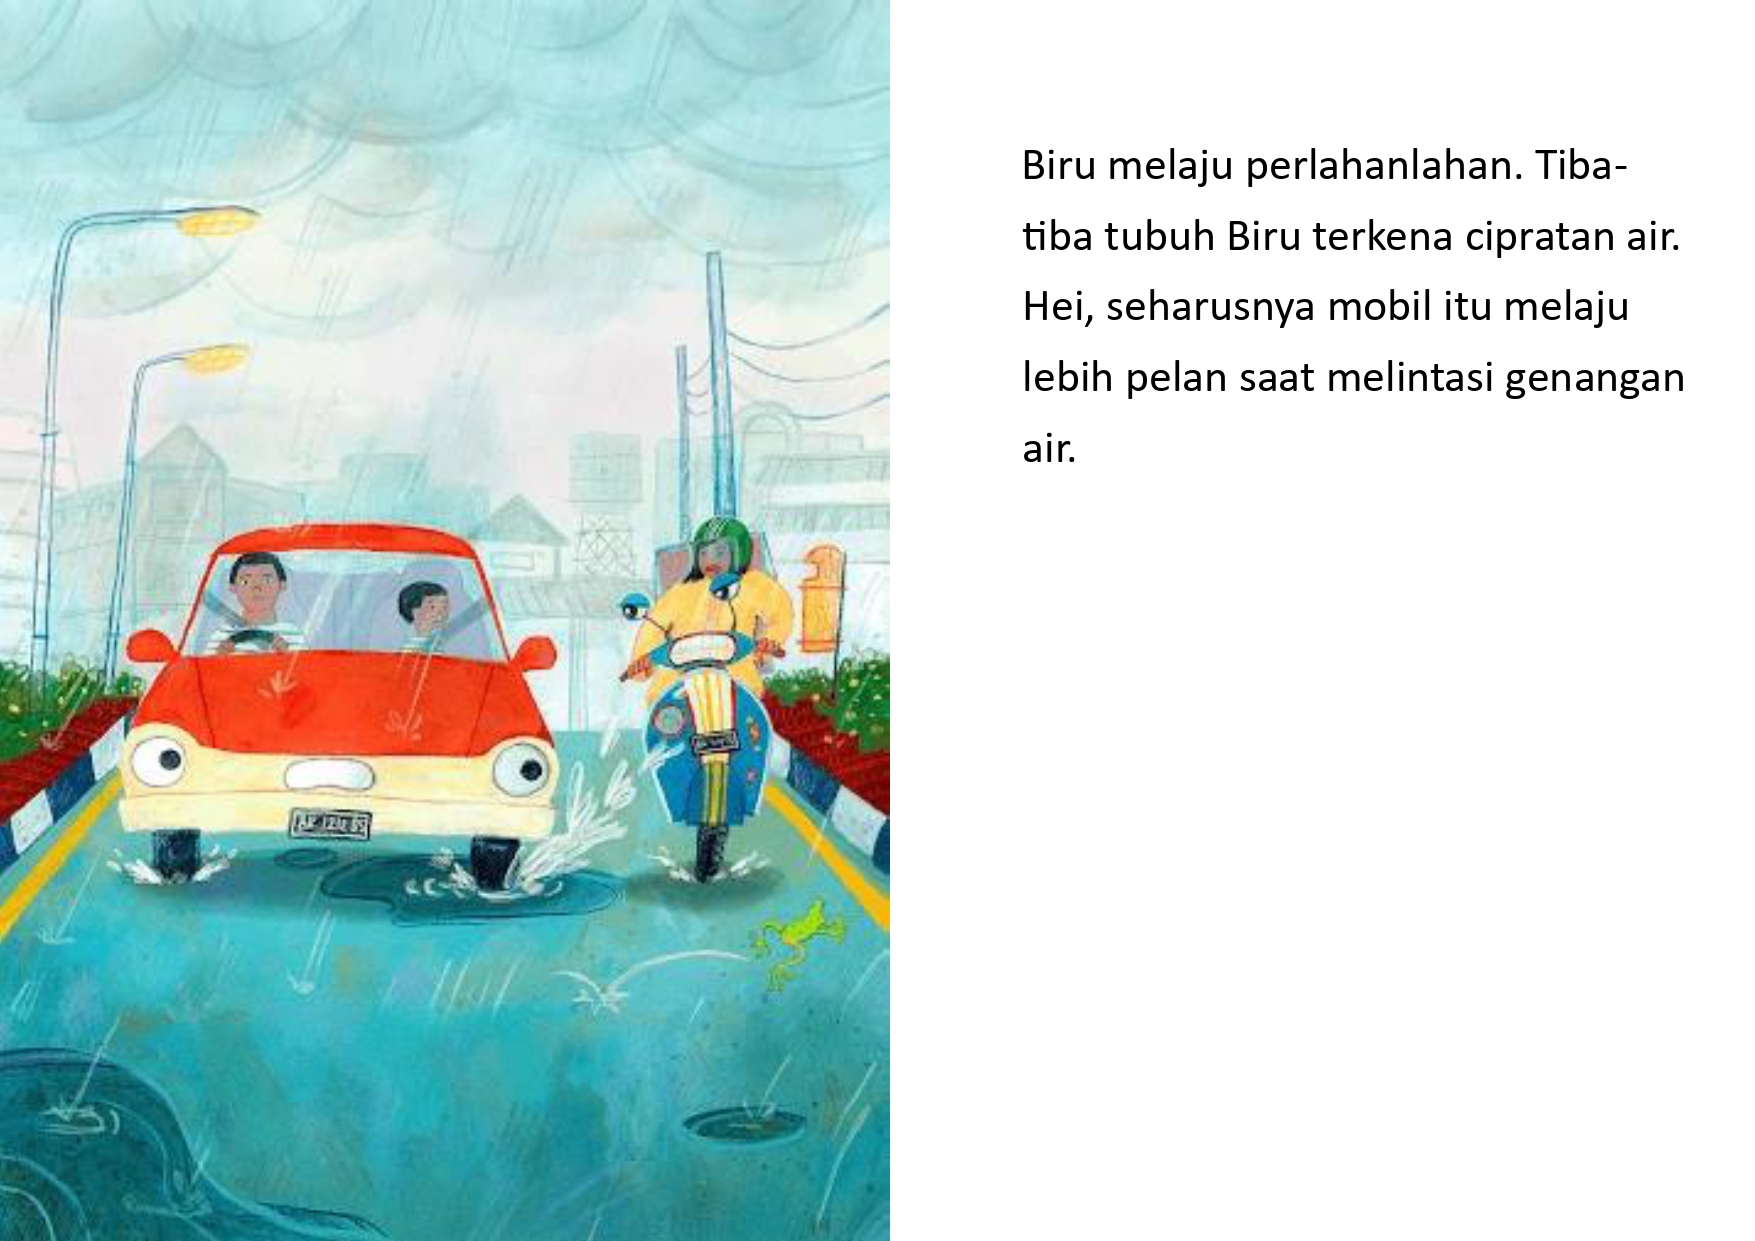 Biru melaju perlahanlahan. Tiba-
tiba tubuh Biru terkena cipratan air.
Hei, seharusnya mobil itu melaju
lebih pelan saat melintasi genangan
air.